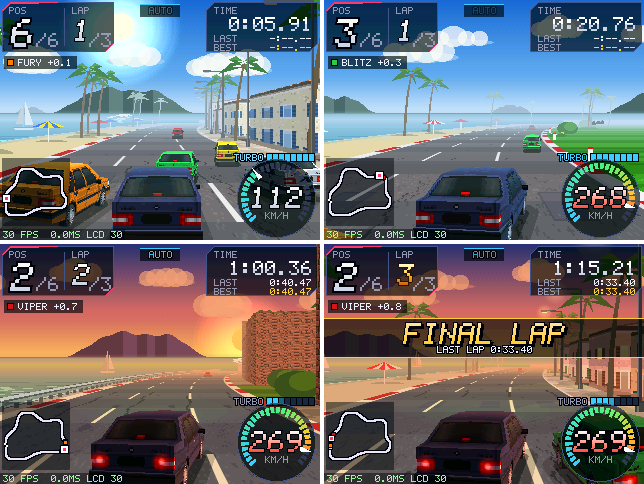 POS LAP AUTO TIME
6/6 1/3 0:05.91
LAST -:--.--
BEST -:--.--
FURY +0.1
TURBO
112
KM/H
30 FPS 0.0MS LCD 30
POS LAP AUTO TIME
3/6 1/3 0:20.76
LAST -:--.--
BEST -:--.--
BLITZ +0.3
TURBO
268
KM/H
30 FPS 0.0MS LCD 30
POS LAP AUTO TIME
2/6 2/3 1:00.36
LAST 0:40.47
BEST 0:40.47
VIPER +0.7
TURBO
269
KM/H
30 FPS 0.0MS LCD 30
POS LAP AUTO TIME
2/6 3/3 1:15.21
LAST 0:33.40
BEST 0:33.40
VIPER +0.8
FINAL LAP
LAST LAP 0:33.40
TURBO
269
KM/H
30 FPS 0.0MS LCD 30